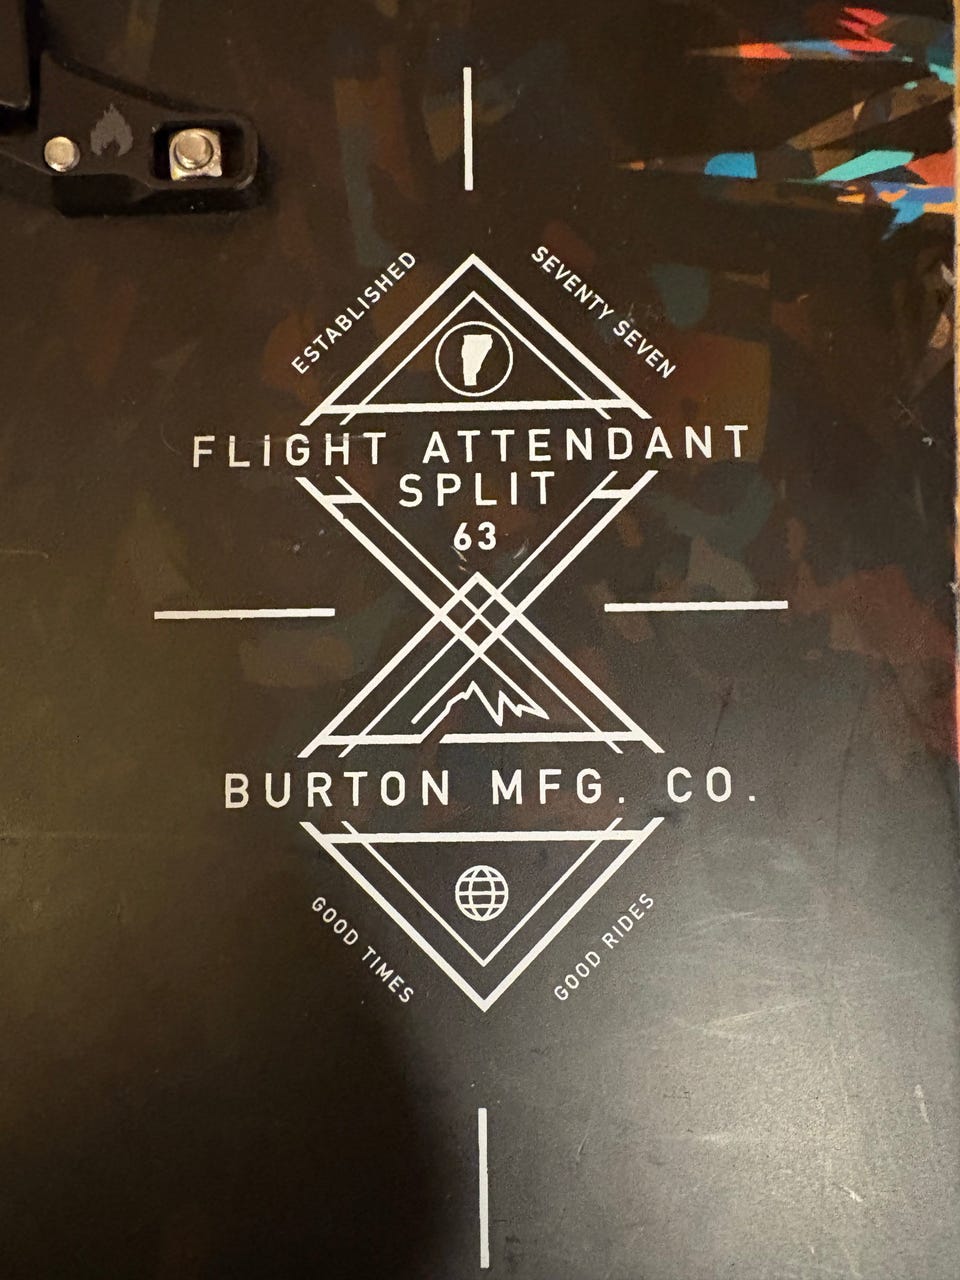 ESTABLISHED
SEVENTY SEVEN
FLIGHT ATTENDANT
SPLIT
63
BURTON MFG. CO.
GOOD TIMES
GOOD RIDES